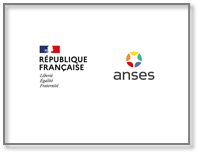 RÉPUBLIQUE
FRANÇAISE
Liberté
Égalité
Fraternité
anses